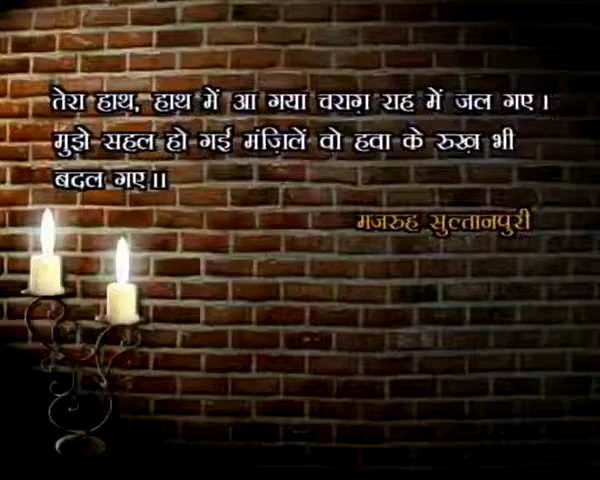 तेरा हाथ, हाथ में आ गया चराग़ राह में जल गए ।
मुझे सहल हो गई मंज़िलें वो हवा के रुख़ भी
बदल गए ॥
मजरुह सुल्तानपुरी